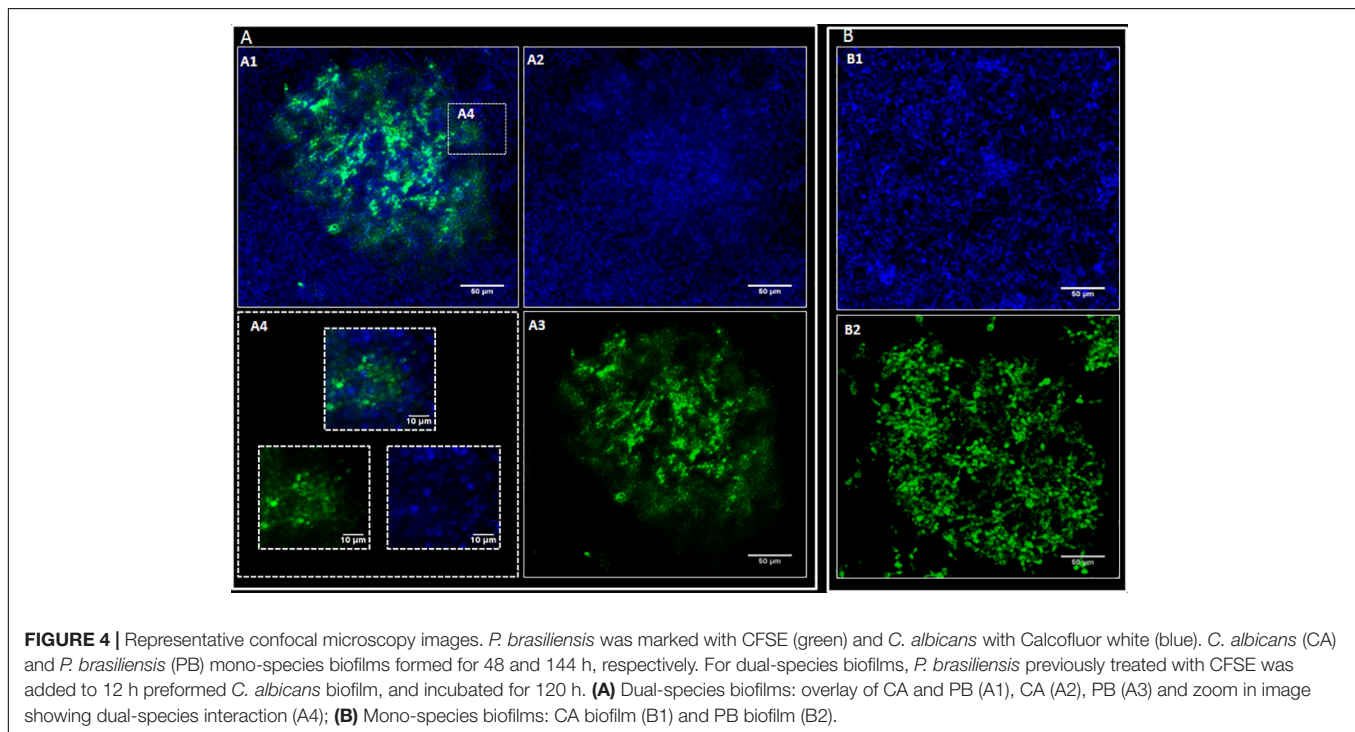 A
B
A1
A4
A2
B1
50 µm
50 µm
50 µm
A4
A3
B2
10 µm
10 µm
10 µm
50 µm
50 µm
FIGURE 4 | Representative confocal microscopy images. P. brasiliensis was marked with CFSE (green) and C. albicans with Calcofluor white (blue). C. albicans (CA)
and P. brasiliensis (PB) mono-species biofilms formed for 48 and 144 h, respectively. For dual-species biofilms, P. brasiliensis previously treated with CFSE was
added to 12 h preformed C. albicans biofilm, and incubated for 120 h. (A) Dual-species biofilms: overlay of CA and PB (A1), CA (A2), PB (A3) and zoom in image
showing dual-species interaction (A4); (B) Mono-species biofilms: CA biofilm (B1) and PB biofilm (B2).